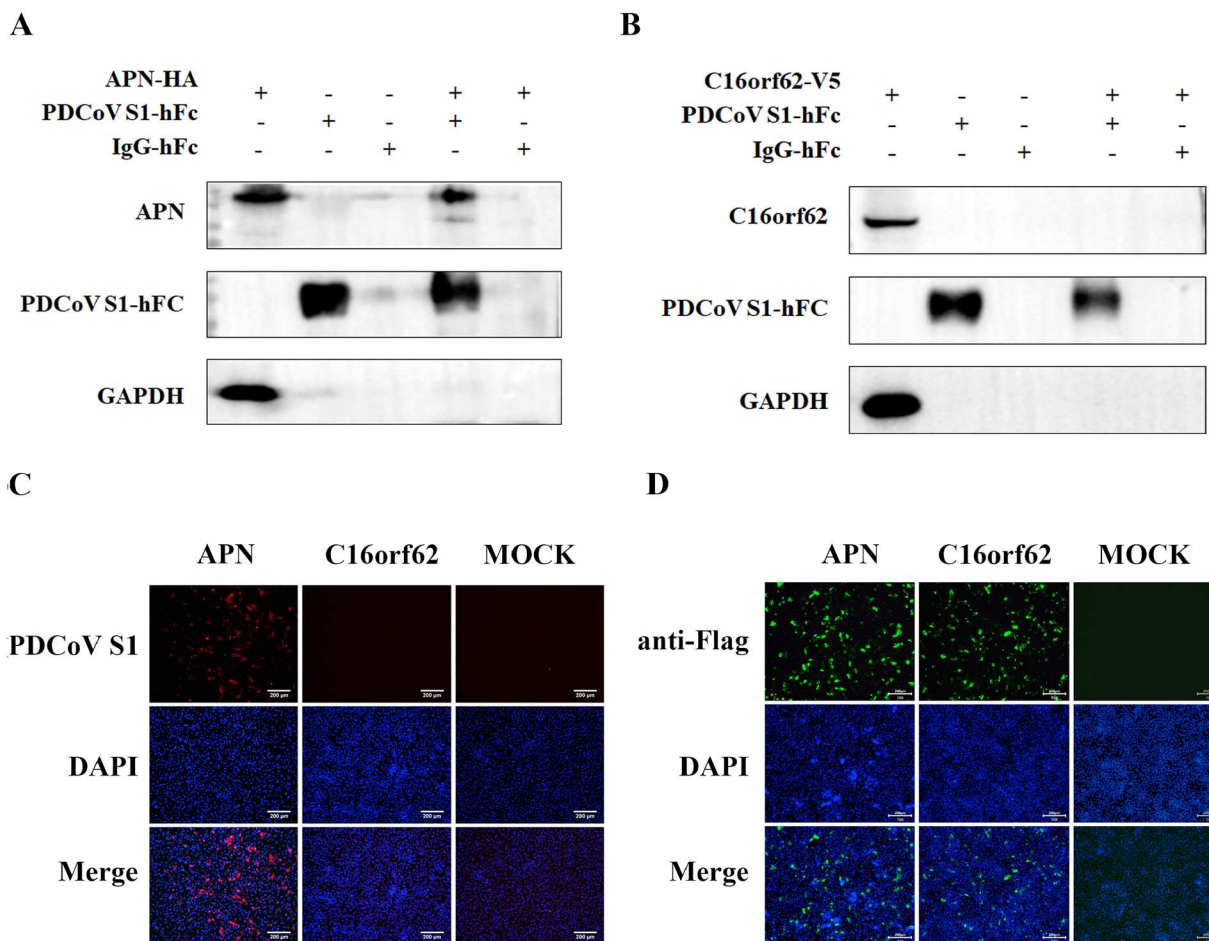 A
APN-HA + - - + +
PDCoV S1-hFc - + - + -
IgG-hFc - - + - +
APN
PDCoV S1-hFC
GAPDH
B
C16orf62-V5 + - - + +
PDCoV S1-hFc - + - + -
IgG-hFc - - + - +
C16orf62
PDCoV S1-hFC
GAPDH
C
APN C16orf62 MOCK
PDCoV S1
200 μm 200 μm 200 μm
DAPI
200 μm 200 μm 200 μm
Merge
200 μm 200 μm 200 μm
D
APN C16orf62 MOCK
anti-Flag
DAPI
Merge